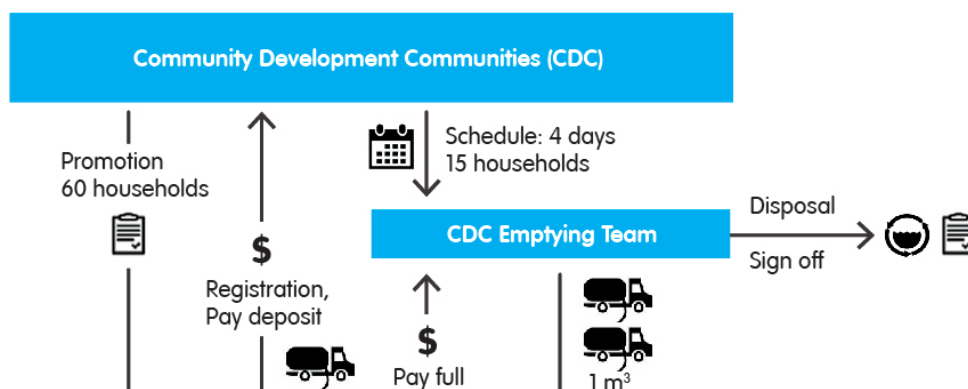 Community Development Communities (CDC)
Promotion
60 households
Schedule: 4 days
15 households
CDC Emptying Team
Disposal
Sign off
$
Registration,
Pay deposit
$
Pay full
1 m³